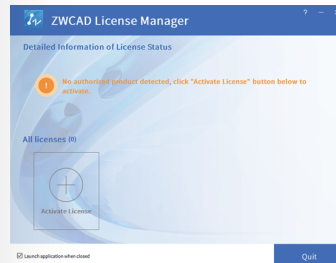 ZWCAD License Manager
? —
Detailed Information of License Status
!
No authorized product detected, click "Activate License" button below to
activate.
All licenses (0)
Activate License
Launch application when closed
Quit